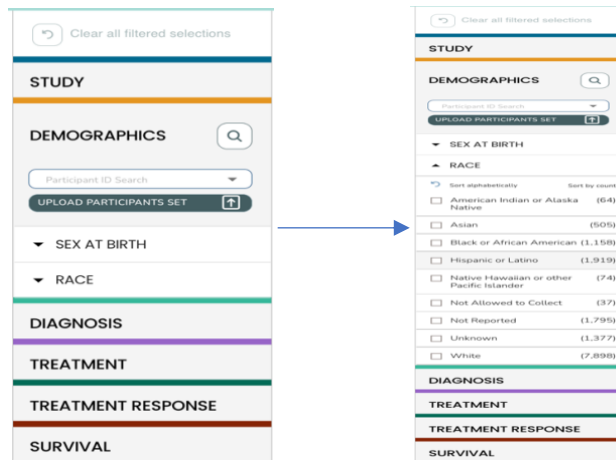 Clear all filtered selections
STUDY
DEMOGRAPHICS
Participant ID Search
UPLOAD PARTICIPANTS SET
SEX AT BIRTH
RACE
DIAGNOSIS
TREATMENT
TREATMENT RESPONSE
SURVIVAL
Clear all filtered selections
STUDY
DEMOGRAPHICS
Participant ID Search
UPLOAD PARTICIPANTS SET
SEX AT BIRTH
RACE
Sort alphabetically Sort by count
American Indian or Alaska (64)
Native
Asian (505)
Black or African American (1,158)
Hispanic or Latino (1,919)
Native Hawaiian or other (74)
Pacific Islander
Not Allowed to Collect (37)
Not Reported (1,795)
Unknown (1,377)
White (7,898)
DIAGNOSIS
TREATMENT
TREATMENT RESPONSE
SURVIVAL